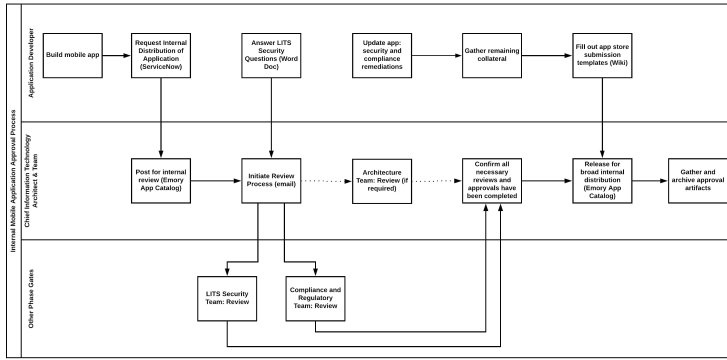 Internal Mobile Application Approval Process
Application Developer
Build mobile app
Request Internal
Distribution of
Application
(ServiceNow)
Answer LITS
Security
Questions (Word
Doc)
Update app:
security and
compliance
remediations
Gather remaining
collateral
Fill out app store
submission
templates (Wiki)
Chief Information Technology
Architect & Team
Post for internal
review (Emory
App Catalog)
Initiate Review
Process (email)
Architecture
Team: Review (if
required)
Confirm all
necessary
reviews and
approvals have
been completed
Release for
broad internal
distribution
(Emory App
Catalog)
Gather and
archive approval
artifacts
Other Phase Gates
LITS Security
Team: Review
Compliance and
Regulatory
Team: Review